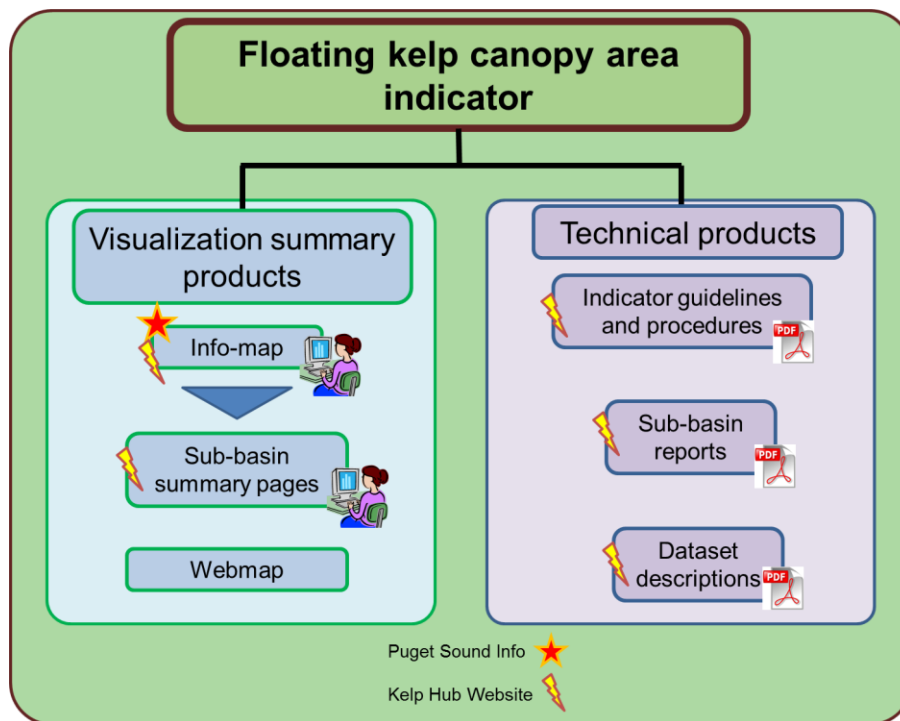 Floating kelp canopy area
indicator
Visualization summary
products
Info-map
Sub-basin
summary pages
Webmap
Technical products
Indicator guidelines
and procedures
PDF
Sub-basin
reports
PDF
Dataset
descriptions
PDF
Puget Sound Info
Kelp Hub Website